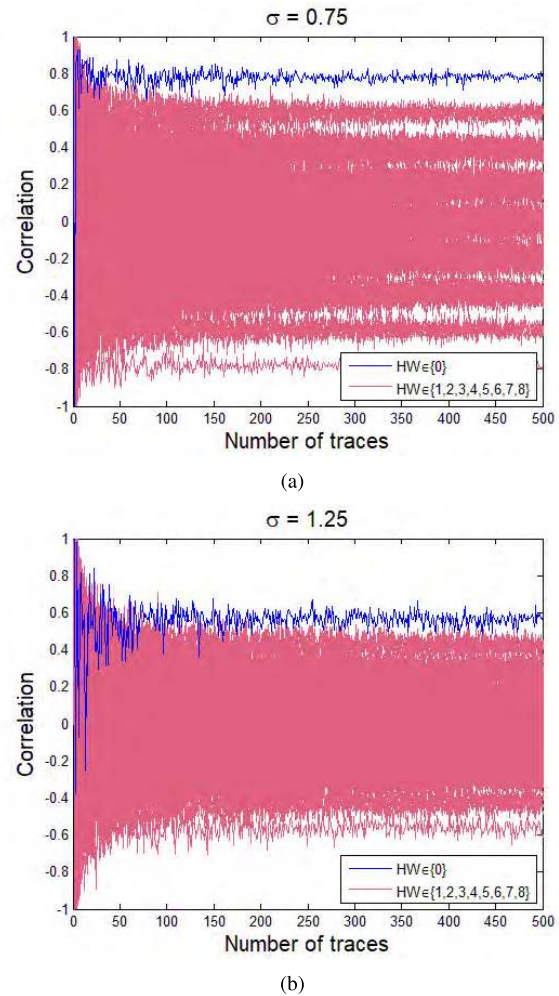 σ = 0.75
1
0.8
0.6
0.4
0.2
0
-0.2
-0.4
-0.6
-0.8
-1
Correlation
HW∈{0}
HW∈{1,2,3,4,5,6,7,8}
0 50 100 150 200 250 300 350 400 450 500
Number of traces
(a)
σ = 1.25
1
0.8
0.6
0.4
0.2
0
-0.2
-0.4
-0.6
-0.8
-1
Correlation
HW∈{0}
HW∈{1,2,3,4,5,6,7,8}
0 50 100 150 200 250 300 350 400 450 500
Number of traces
(b)